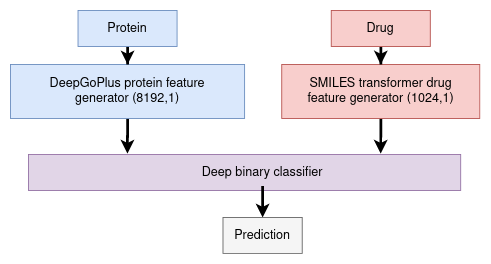 Protein
Drug
DeepGoPlus protein feature
generator (8192,1)
SMILES transformer drug
feature generator (1024,1)
Deep binary classifier
Prediction